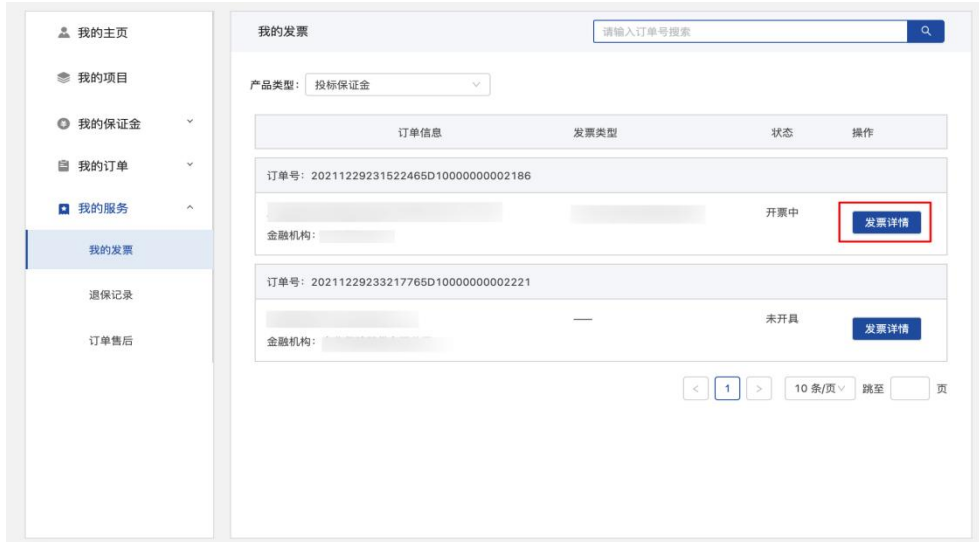 我的主页
我的项目
我的保证金
我的订单
我的服务
我的发票
退保记录
订单售后
我的发票
请输入订单号搜索
产品类型： 投标保证金
订单信息 发票类型 状态 操作
订单号：20211229231522465D10000000002186
开票中 发票详情
金融机构：
订单号：20211229233217765D10000000002221
—— 未开具 发票详情
金融机构：
< 1 > 10 条/页 跳至 页